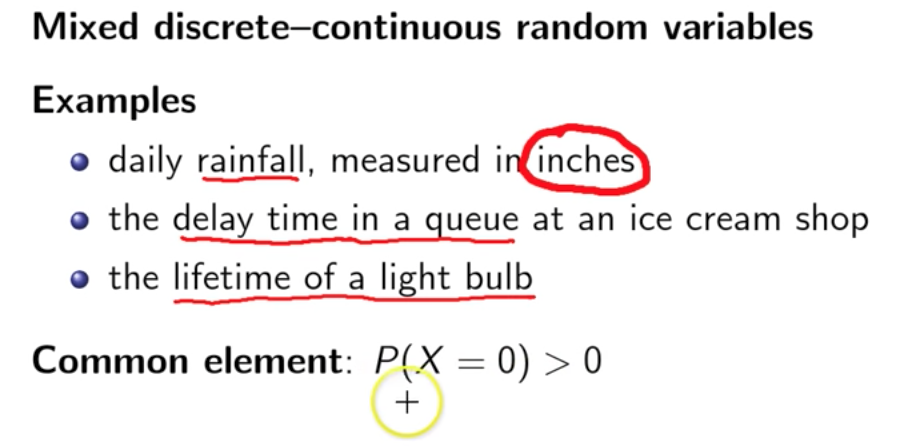 Mixed discrete–continuous random variables
Examples
daily rainfall, measured in inches
the delay time in a queue at an ice cream shop
the lifetime of a light bulb
Common element: P(X = 0) > 0